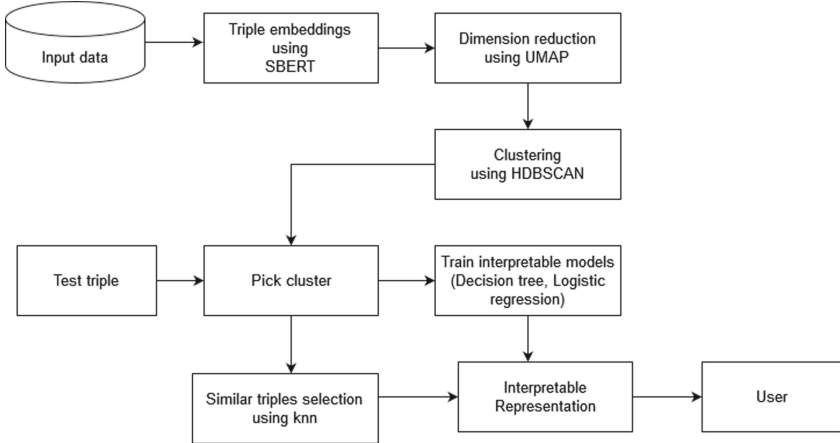 Input data
Triple embeddings
using
SBERT
Dimension reduction
using UMAP
Clustering
using HDBSCAN
Test triple
Pick cluster
Train interpretable models
(Decision tree, Logistic
regression)
Similar triples selection
using knn
Interpretable
Representation
User